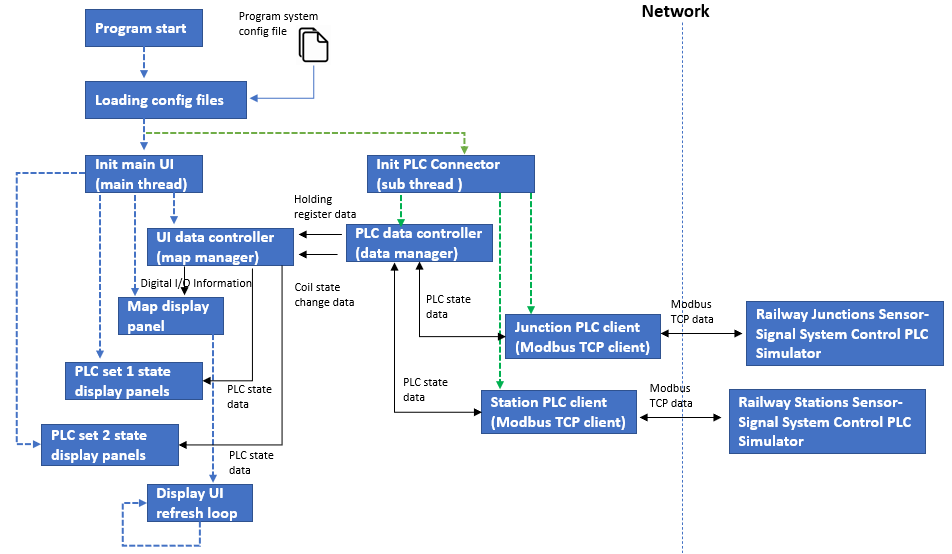 Network
Program system
config file
Program start
Loading config files
Init main UI
(main thread)
Init PLC Connector
(sub thread )
Holding
register data
UI data controller
(map manager)
PLC data controller
(data manager)
Digital I/O Information
Coil state
change data
Map display
panel
PLC state
data
Junction PLC client
(Modbus TCP client)
Modbus
TCP data
Railway Junctions Sensor-
Signal System Control PLC
Simulator
PLC set 1 state
display panels
PLC state
data
PLC state
data
Station PLC client
(Modbus TCP client)
Modbus
TCP data
Railway Stations Sensor-
Signal System Control PLC
Simulator
PLC set 2 state
display panels
PLC state
data
Display UI
refresh loop